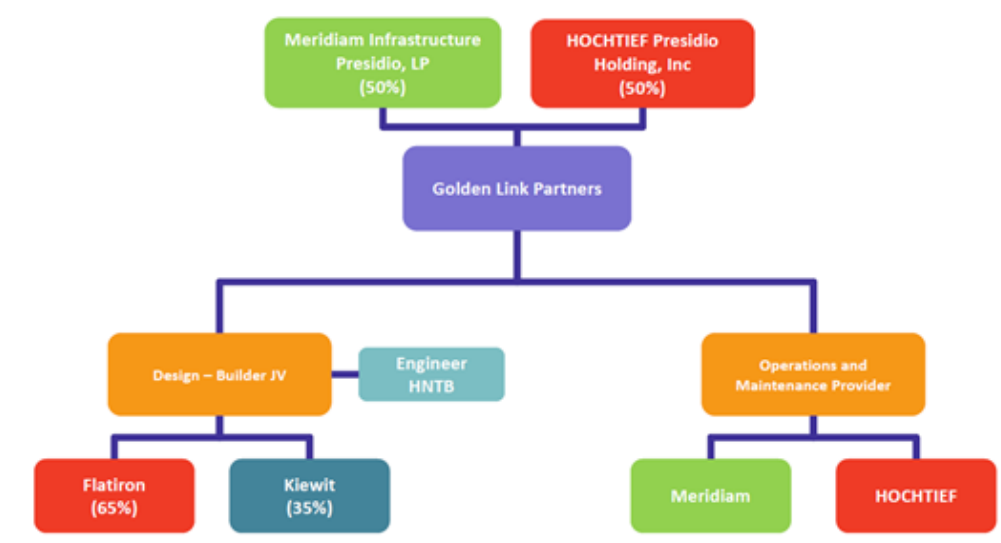 Meridiam Infrastructure
Presidio, LP
(50%)
HOCHTIEF Presidio
Holding, Inc
(50%)
Golden Link Partners
Design – Builder JV
Engineer
HNTB
Operations and
Maintenance Provider
Flatiron
(65%)
Kiewit
(35%)
Meridiam
HOCHTIEF